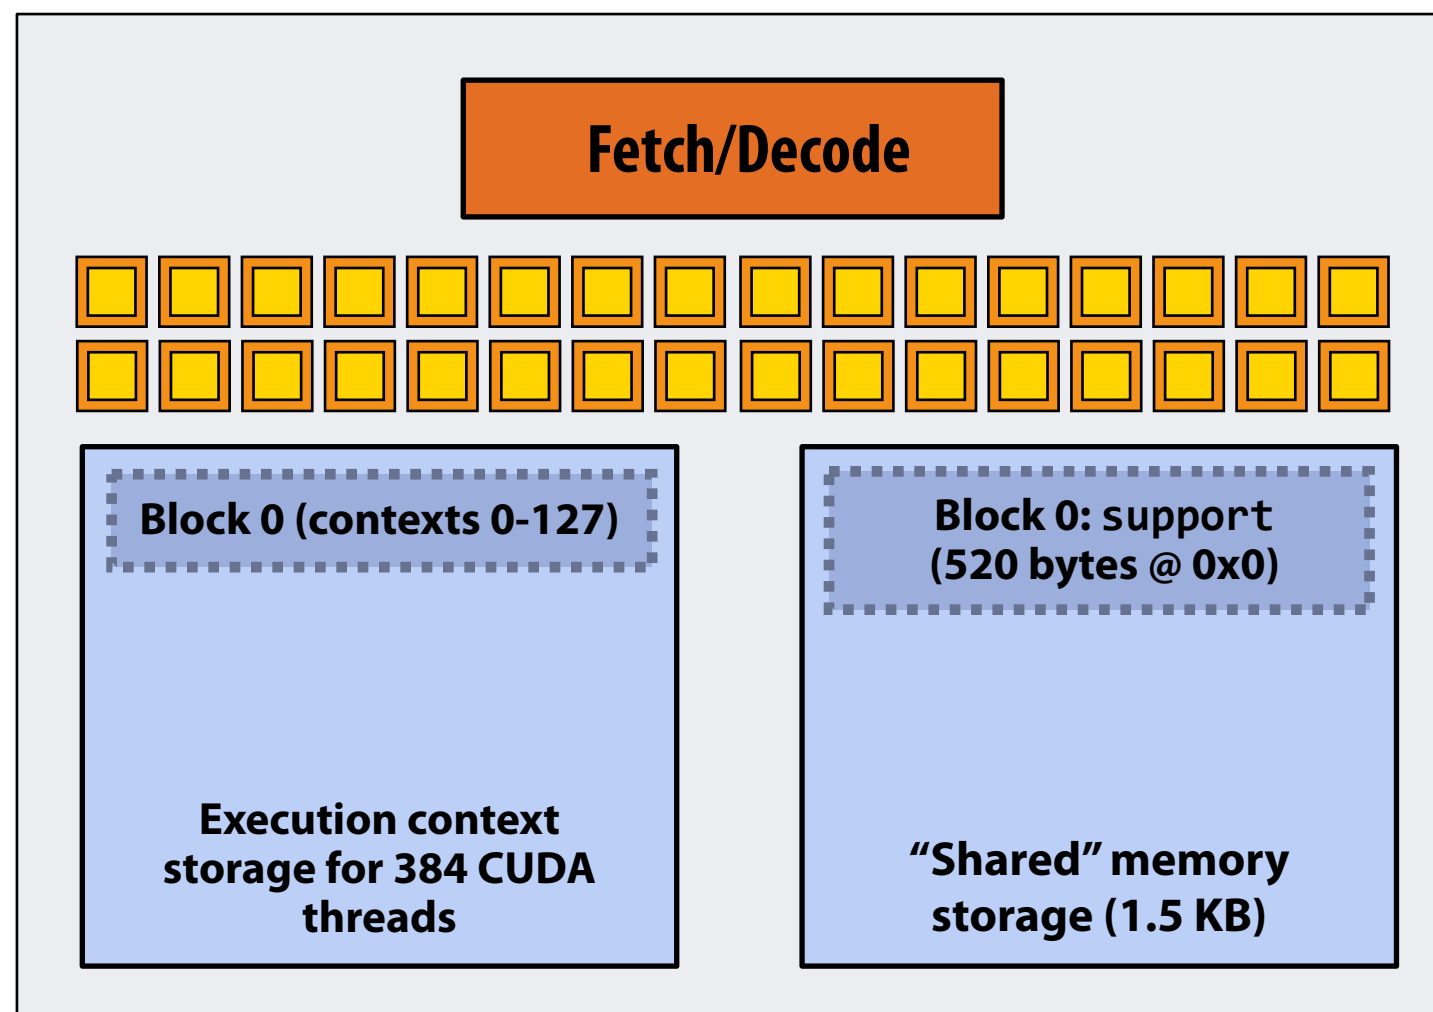 Fetch/Decode
Block 0 (contexts 0-127)
Execution context
storage for 384 CUDA
threads
Block 0: support
(520 bytes @ 0x0)
“Shared” memory
storage (1.5 KB)